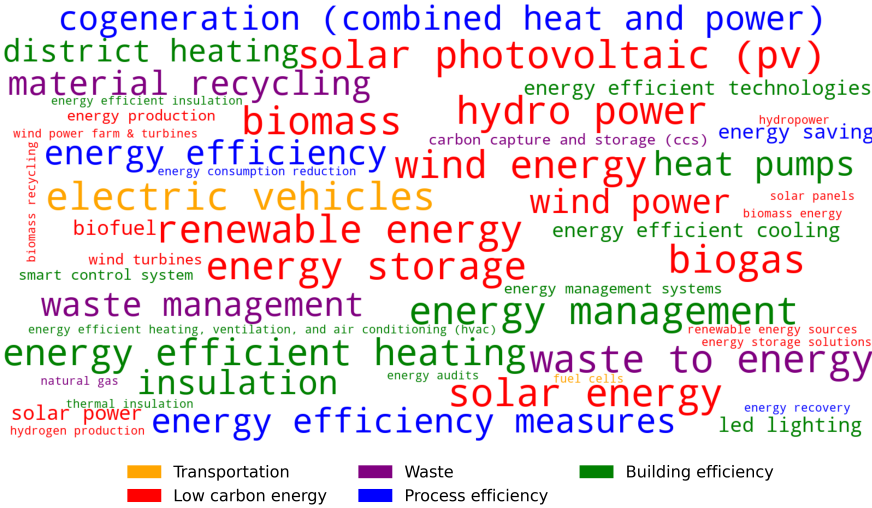 cogeneration (combined heat and power)
district heating
solar photovoltaic (pv)
material recycling
energy efficient technologies
energy efficient insulation
energy production
biomass
hydro power
hydropower
wind power farm & turbines
carbon capture and storage (ccs)
energy saving
energy efficiency
energy consumption reduction
wind energy
heat pumps
biomass recycling
electric vehicles
wind power
solar panels
biomass energy
biofuel
renewable energy
energy efficient cooling
wind turbines
smart control system
energy storage
biogas
energy management systems
waste management
energy management
energy efficient heating, ventilation, and air conditioning (hvac)
renewable energy sources
energy storage solutions
energy efficient heating
waste to energy
natural gas
insulation
energy audits
fuel cells
thermal insulation
solar energy
solar power
energy recovery
hydrogen production
energy efficiency measures
led lighting
Transportation
Waste
Building efficiency
Low carbon energy
Process efficiency